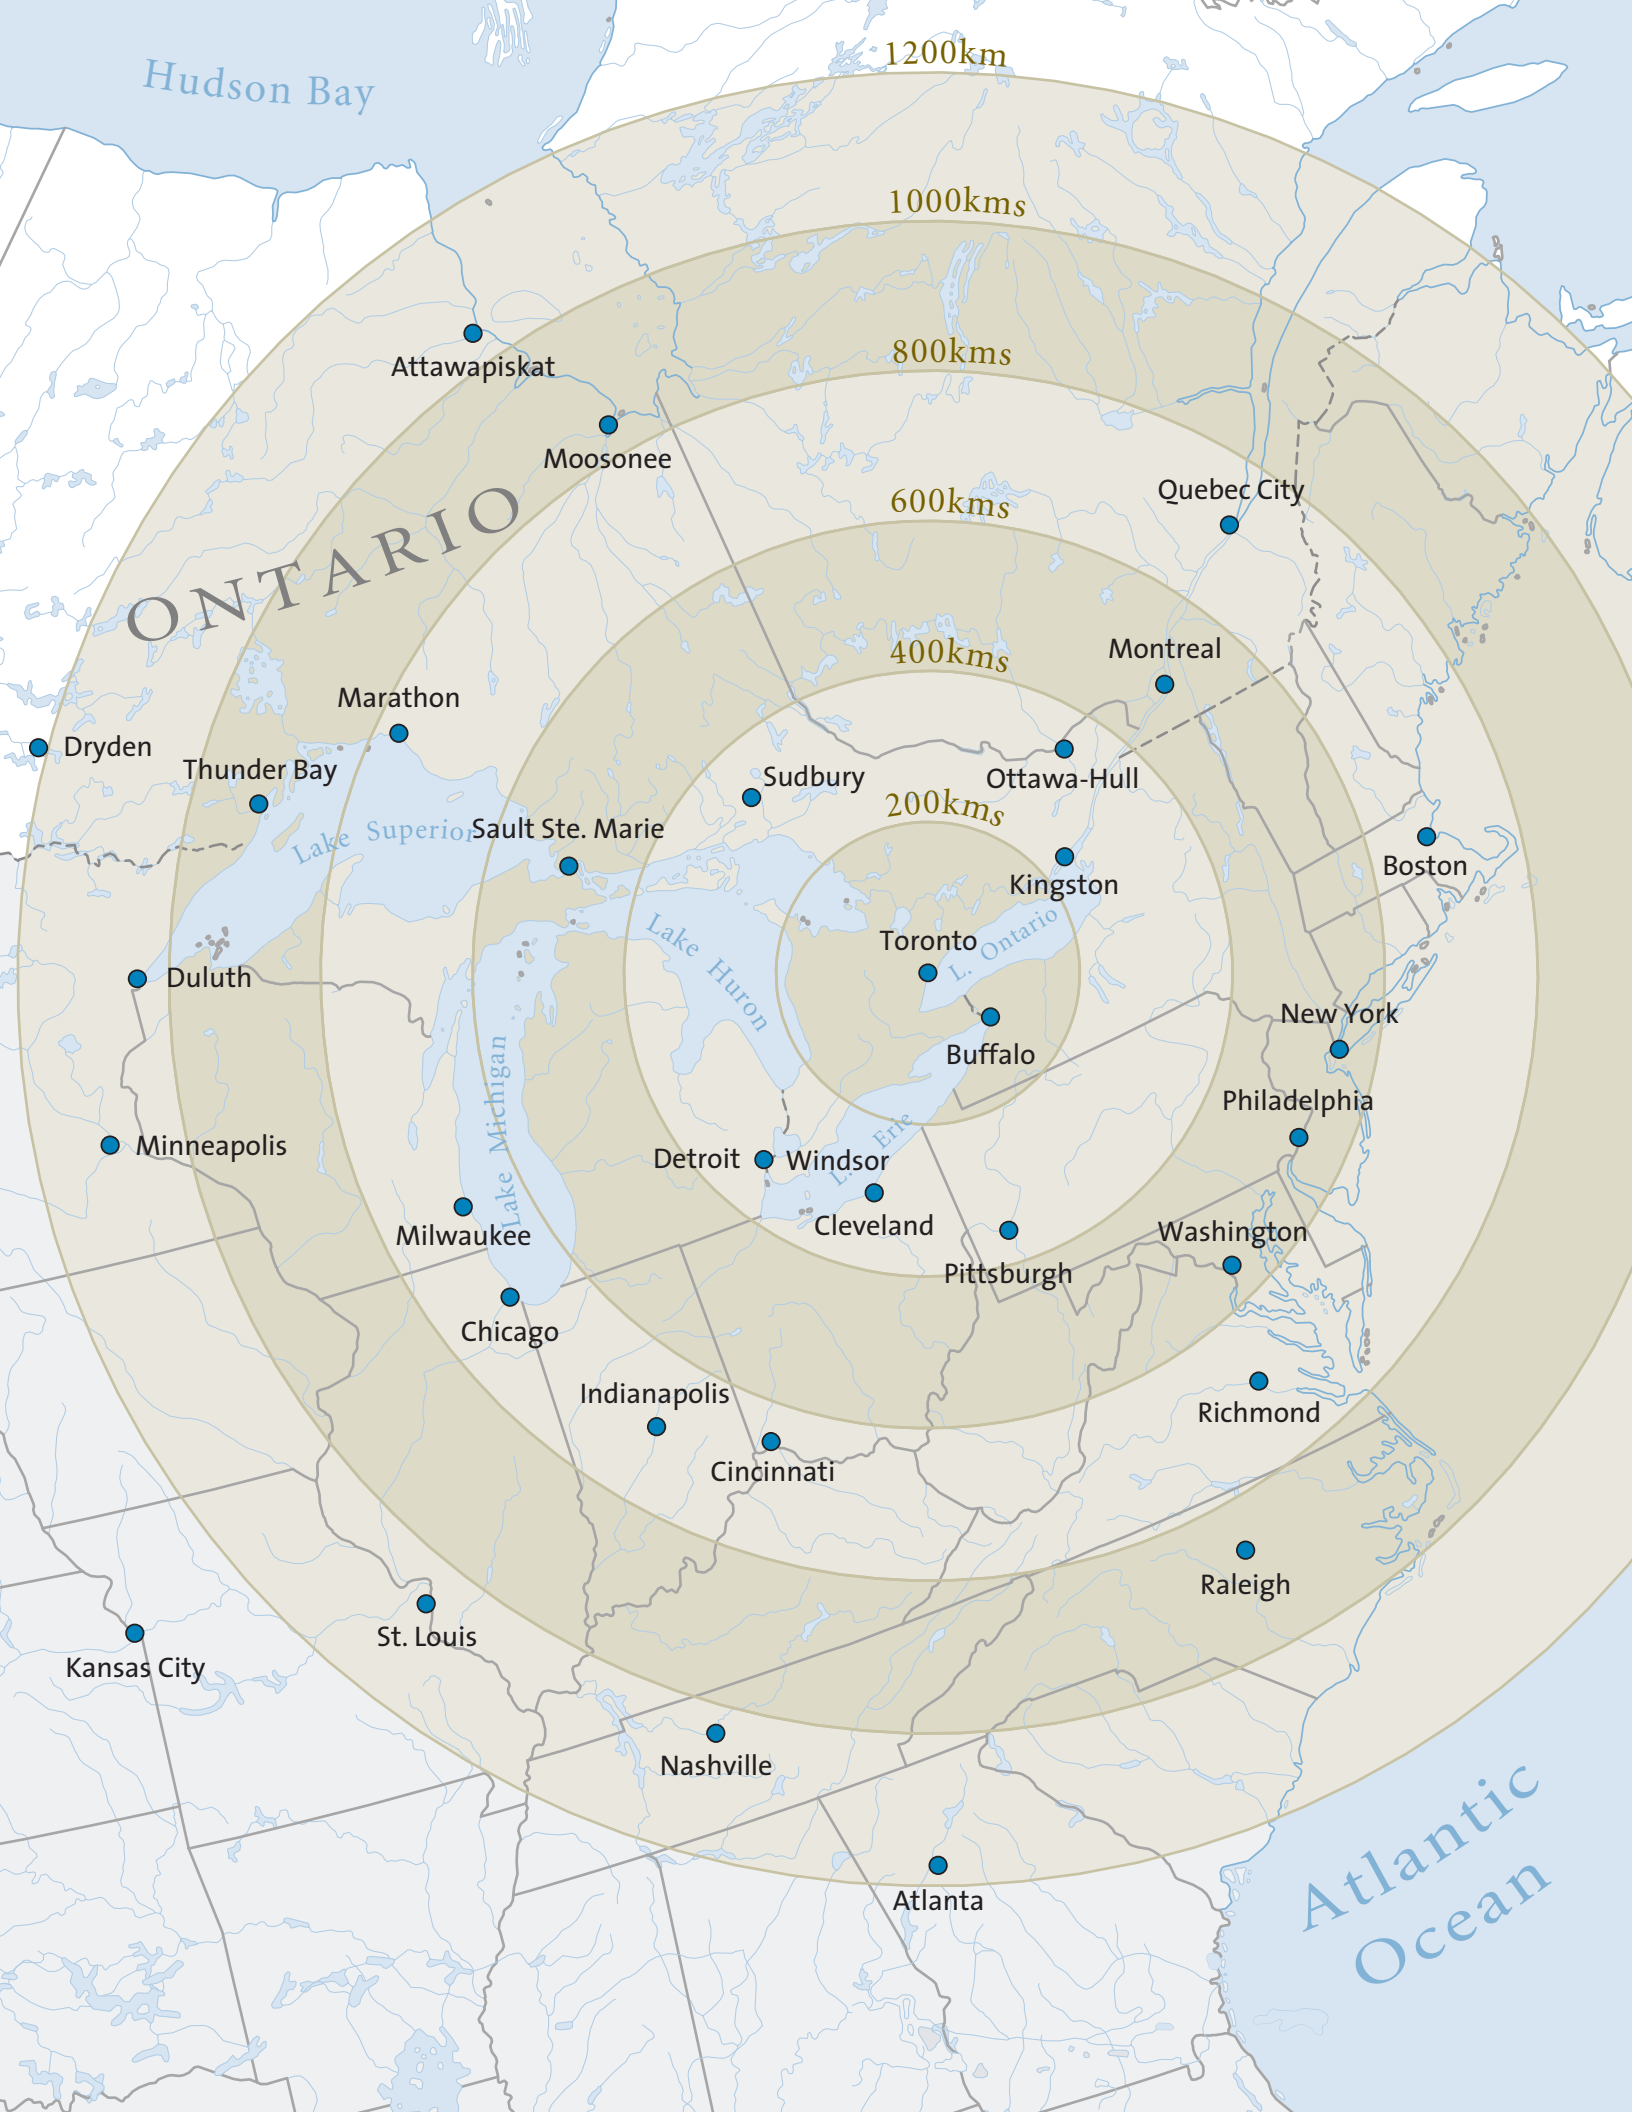 1200km
Hudson Bay
1000kms
800kms
Attawapiskat
Moosonee
Quebec City
600kms
ONTARIO
400kms
Montreal
Marathon
Dryden
Thunder Bay
Sudbury
Ottawa-Hull
200kms
Lake Superior
Sault Ste. Marie
Boston
Kingston
Lake Huron
Toronto
L. Ontario
Duluth
New York
Buffalo
Lake Michigan
Philadelphia
Minneapolis
Detroit
Windsor
L. Erie
Milwaukee
Cleveland
Washington
Pittsburgh
Chicago
Indianapolis
Richmond
Cincinnati
Raleigh
St. Louis
Kansas City
Nashville
Atlantic
Ocean
Atlanta